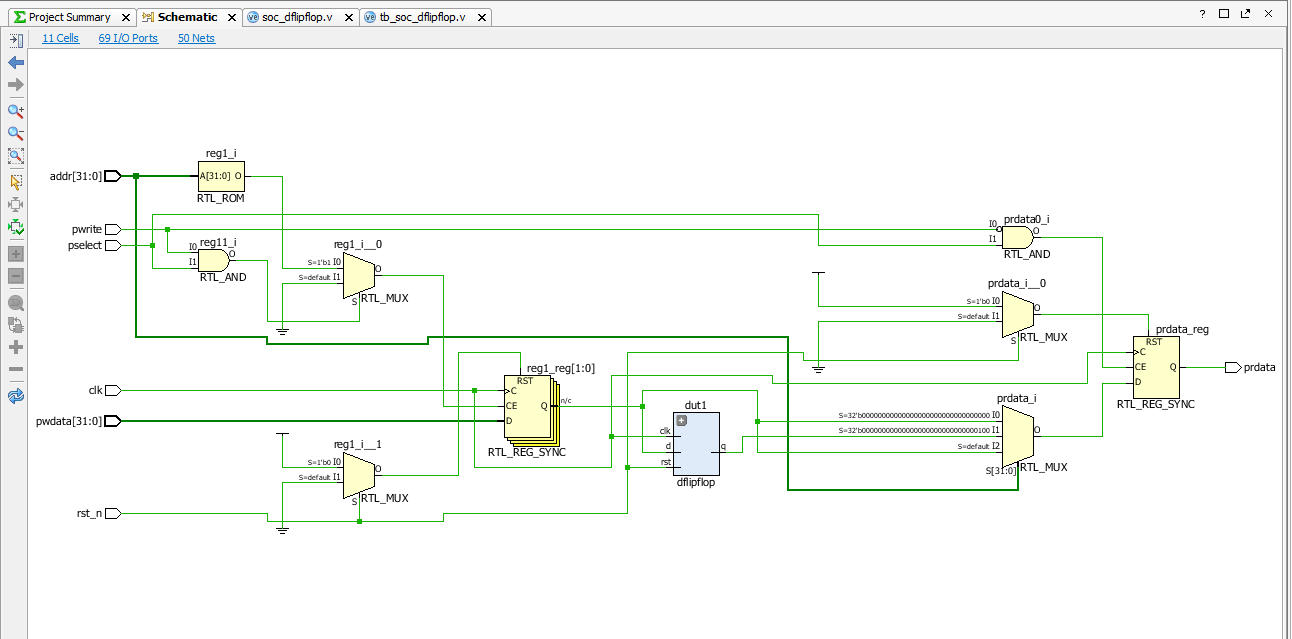 Project Summary
Schematic
soc_dflipflop.v
tb_soc_dflipflop.v
?
11 Cells
69 I/O Ports
50 Nets
reg1_i
addr[31:0]
A[31:0]
O
RTL_ROM
pwrite
pselect
reg11_i
I0
I1
O
RTL_AND
reg1_i__0
S=1'b1 I0
S=default I1
O
S
RTL_MUX
prdata0_i
I0
I1
O
RTL_AND
prdata_i__0
S=1'b0 I0
S=default I1
O
S
RTL_MUX
prdata_reg
RST
C
CE
D
Q
RTL_REG_SYNC
prdata
clk
pwdata[31:0]
reg1_reg[1:0]
RST
C
CE
D
Q
n/c
RTL_REG_SYNC
dut1
clk
d
rst
q
dflipflop
prdata_i
S=32'b00000000000000000000000000000000 I0
S=32'b00000000000000000000000000000100 I1
S=default I2
O
S[31:0]
RTL_MUX
reg1_i__1
S=1'b0 I0
S=default I1
O
S
RTL_MUX
rst_n